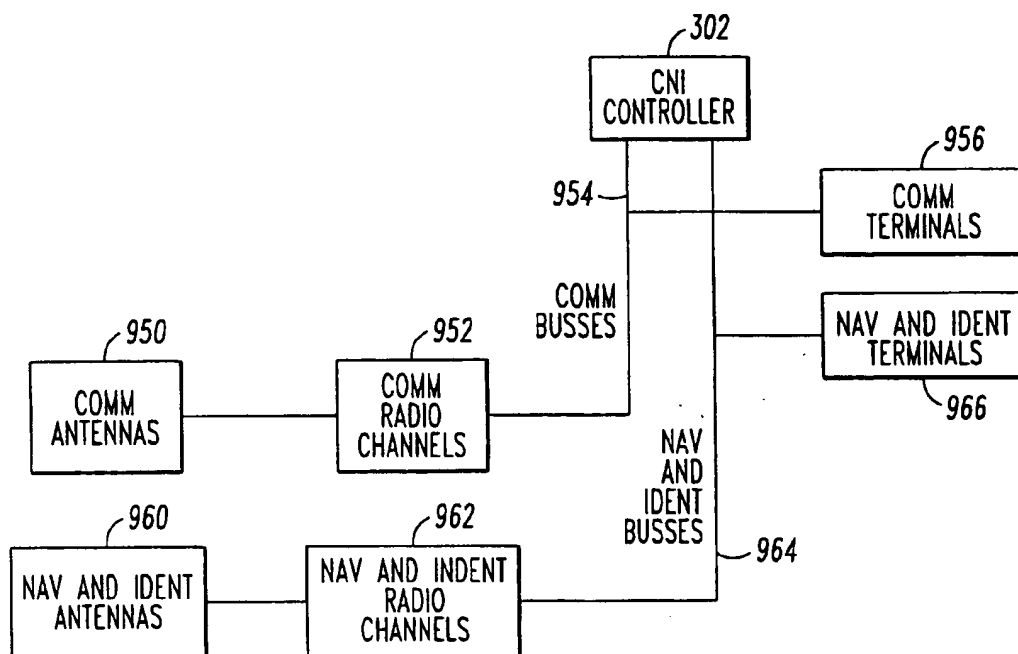 302
CNI
CONTROLLER
956
954
COMM
TERMINALS
COMM
BUSSES
950
952
NAV AND IDENT
TERMINALS
COMM
ANTENNAS
COMM
RADIO
CHANNELS
966
NAV
AND
IDENT
BUSSES
960
962
964
NAV AND IDENT
ANTENNAS
NAV AND INDENT
RADIO
CHANNELS